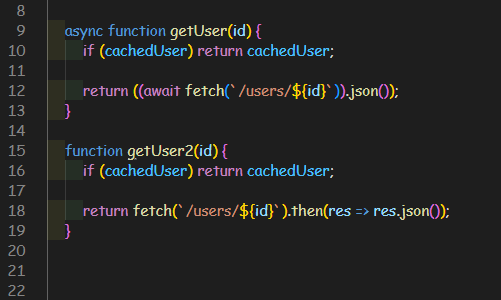 8
9 async function getUser(id) {
10 if (cachedUser) return cachedUser;
11
12 return ((await fetch(`/users/${id}`)).json());
13 }
14
15 function getUser2(id) {
16 if (cachedUser) return cachedUser;
17
18 return fetch(`/users/${id}`).then(res => res.json());
19 }
20
21
22